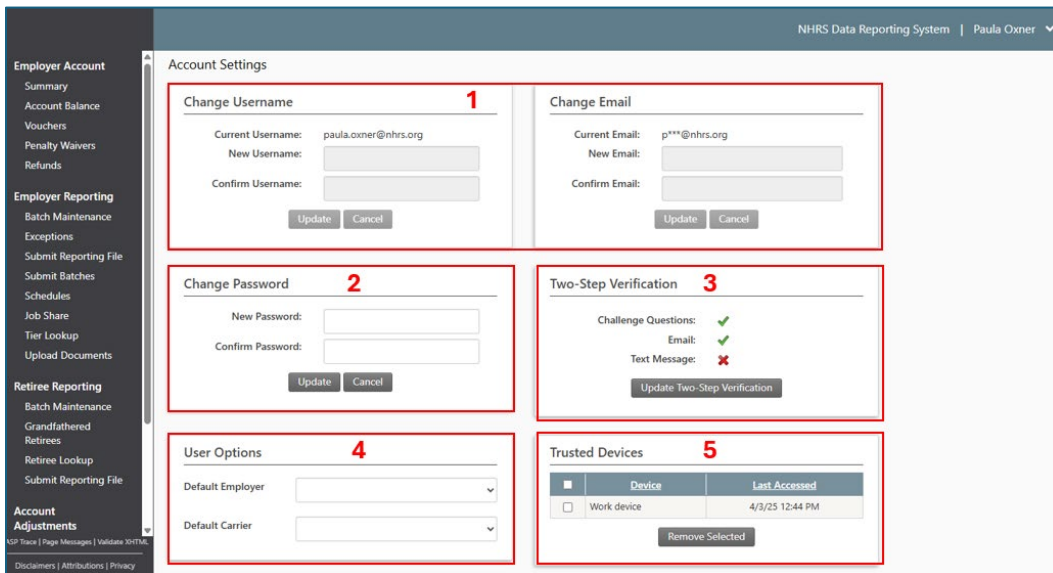 NHRS Data Reporting System | Paula Oxner
Employer Account
Summary
Account Balance
Vouchers
Penalty Waivers
Refunds
Employer Reporting
Batch Maintenance
Exceptions
Submit Reporting File
Submit Batches
Schedules
Job Share
Tier Lookup
Upload Documents
Retiree Reporting
Batch Maintenance
Grandfathered
Retirees
Retiree Lookup
Submit Reporting File
Account
Adjustments
ASP Trace | Page Messages | Validate XHTML
Disclaimers | Attributions | Privacy
Account Settings
Change Username 1
Current Username: paula.oxner@nhrs.org
New Username:
Confirm Username:
Update Cancel
Change Email
Current Email: p***@nhrs.org
New Email:
Confirm Email:
Update Cancel
Change Password 2
New Password:
Confirm Password:
Update Cancel
Two-Step Verification 3
Challenge Questions:
Email:
Text Message:
Update Two-Step Verification
User Options 4
Default Employer
Default Carrier
Trusted Devices 5
Device Last Accessed
Work device 4/3/25 12:44 PM
Remove Selected